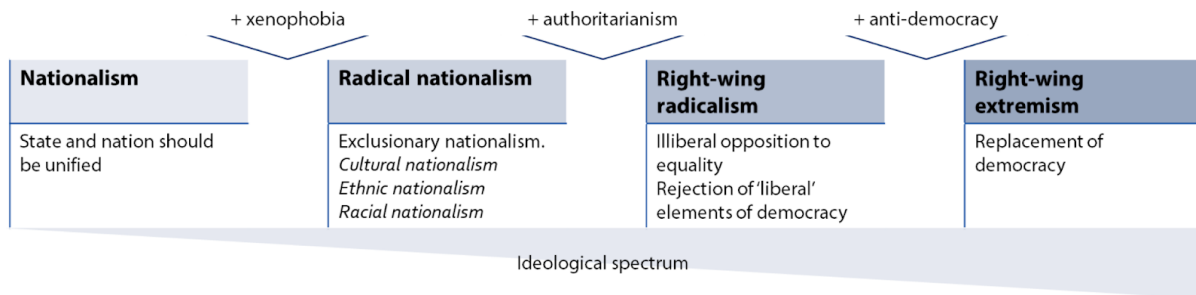 + xenophobia
+ authoritarianism
+ anti-democracy
Nationalism
State and nation should
be unified
Radical nationalism
Exclusionary nationalism.
Cultural nationalism
Ethnic nationalism
Racial nationalism
Right-wing
radicalism
Illiberal opposition to
equality
Rejection of ‘liberal’
elements of democracy
Right-wing
extremism
Replacement of
democracy
Ideological spectrum